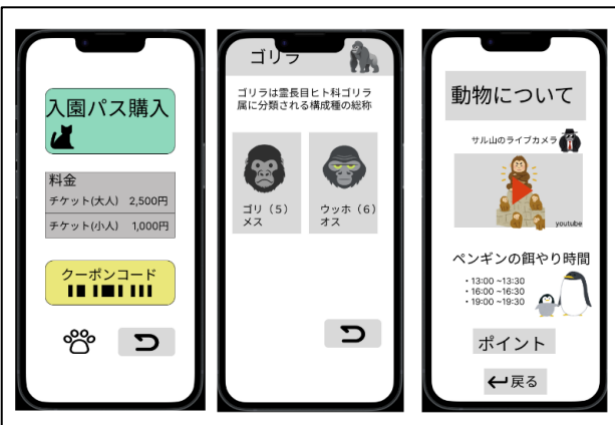 入園パス購入
料金
チケット(大人) 2,500円
チケット(小人) 1,000円
クーポンコード
ゴリラ
ゴリラは霊長目ヒト科ゴリラ
属に分類される構成種の総称
ゴリ（5）
メス
ウッホ（6）
オス
動物について
サル山のライブカメラ
youtube
ペンギンの餌やり時間
・13:00 ~13:30
・16:00 ~16:30
・19:00 ~19:30
ポイント
戻る